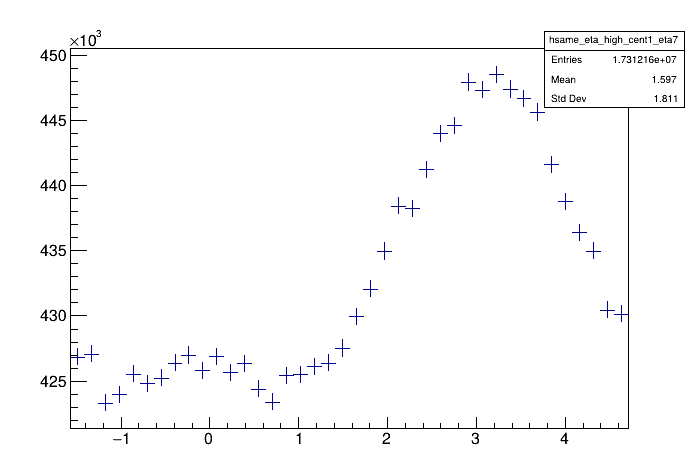 ×10³
hsame_eta_high_cent1_eta7
Entries 1.731216e+07
Mean 1.597
Std Dev 1.811
450
445
440
435
430
425
−1 0 1 2 3 4